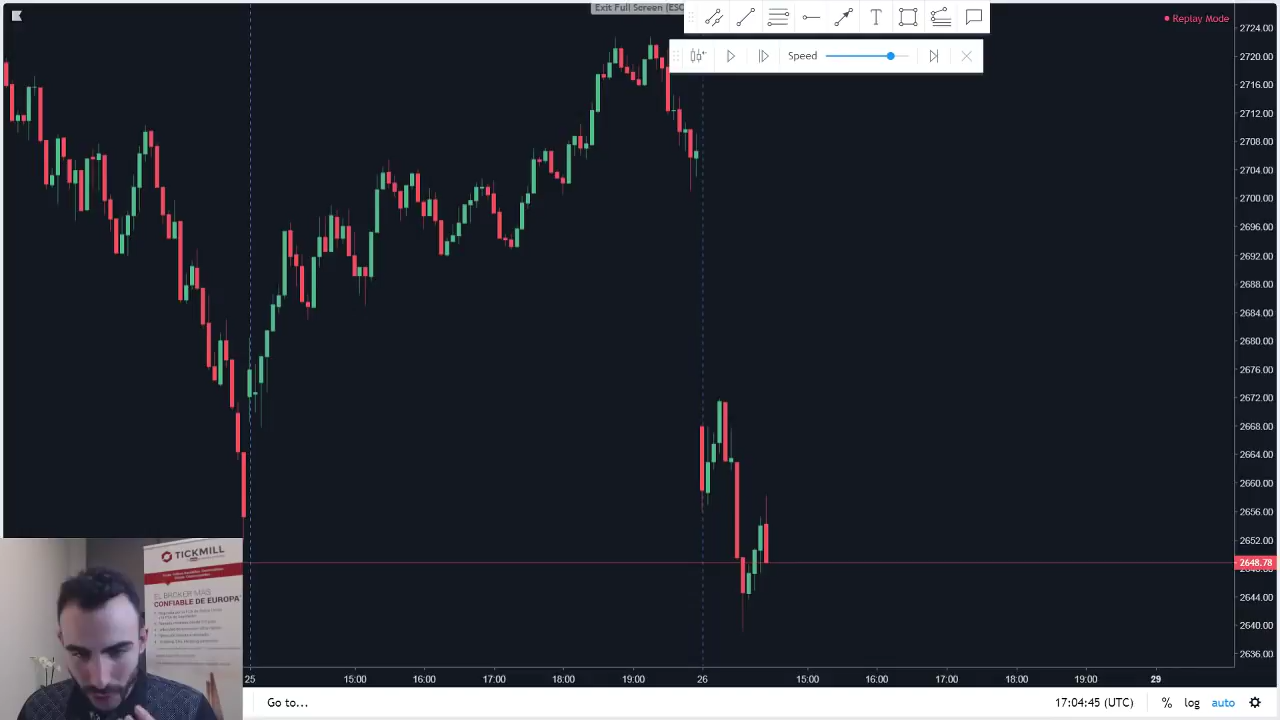 Exit Full Screen (ESC
Replay Mode
Speed
2724.00
2720.00
2716.00
2712.00
2708.00
2704.00
2700.00
2696.00
2692.00
2688.00
2684.00
2680.00
2676.00
2672.00
2668.00
2664.00
2660.00
2656.00
2652.00
2648.78
2644.00
2640.00
2636.00
TICKMILL
EL BROKER MÁS
CONFIABLE DE EUROPA
25 15:00 16:00 17:00 18:00 19:00 26 15:00 16:00 17:00 18:00 19:00 29
Go to...
17:04:45 (UTC)
% log auto